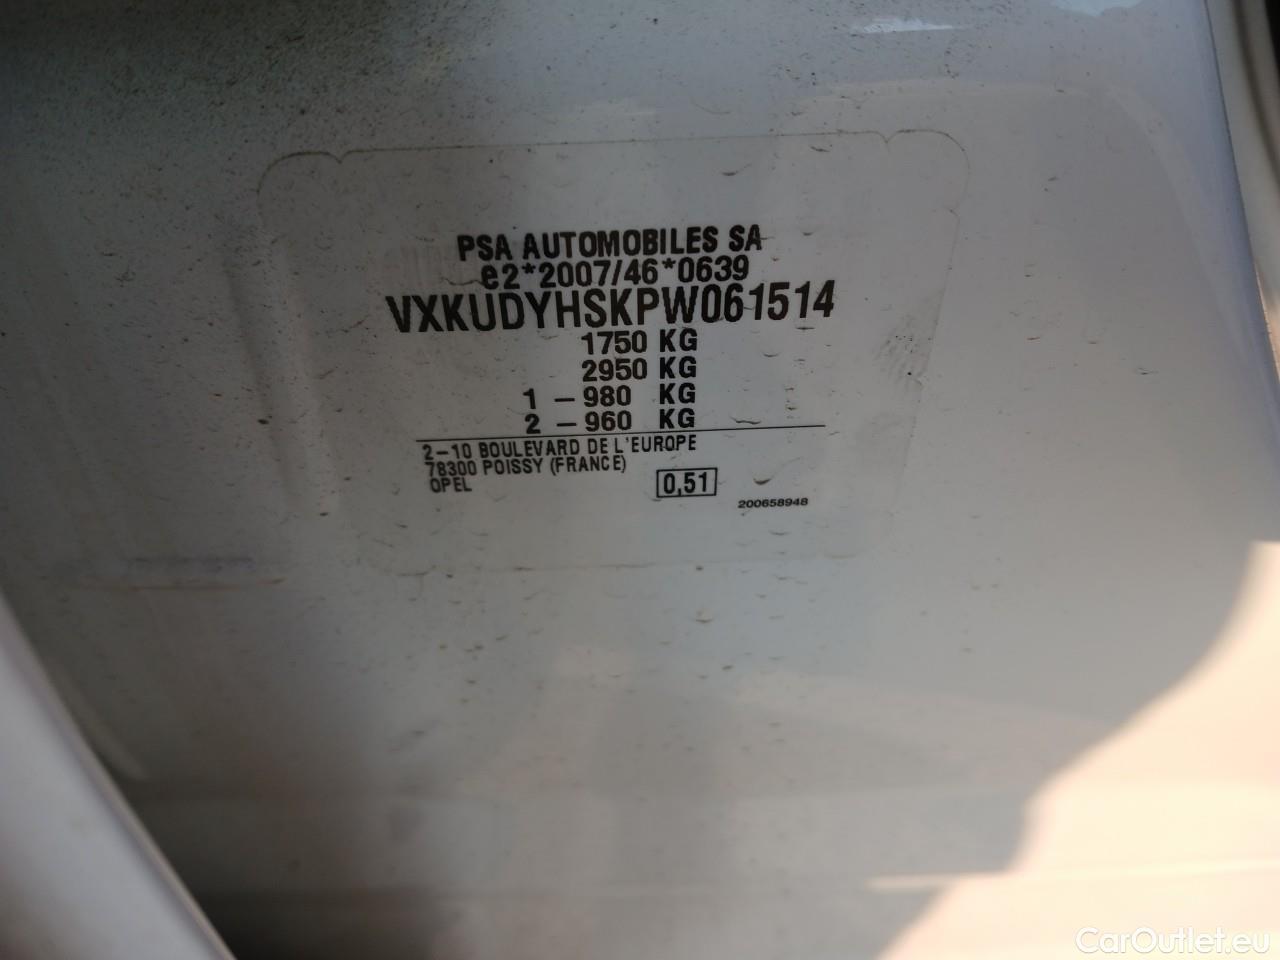 PSA AUTOMOBILES SA
e2*2007/46*0639
VXKUDYHSKPW061514
1750 KG
2950 KG
1 – 980 KG
2 – 960 KG
2–10 BOULEVARD DE L'EUROPE
78300 POISSY (FRANCE)
OPEL
0,51
200658948
CarOutlet.eu